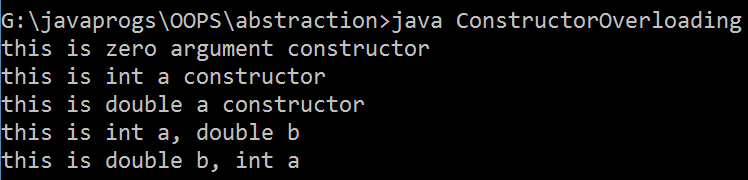 G:\javaprogs\OOPS\abstraction>java ConstructorOverloading
this is zero argument constructor
this is int a constructor
this is double a constructor
this is int a, double b
this is double b, int a